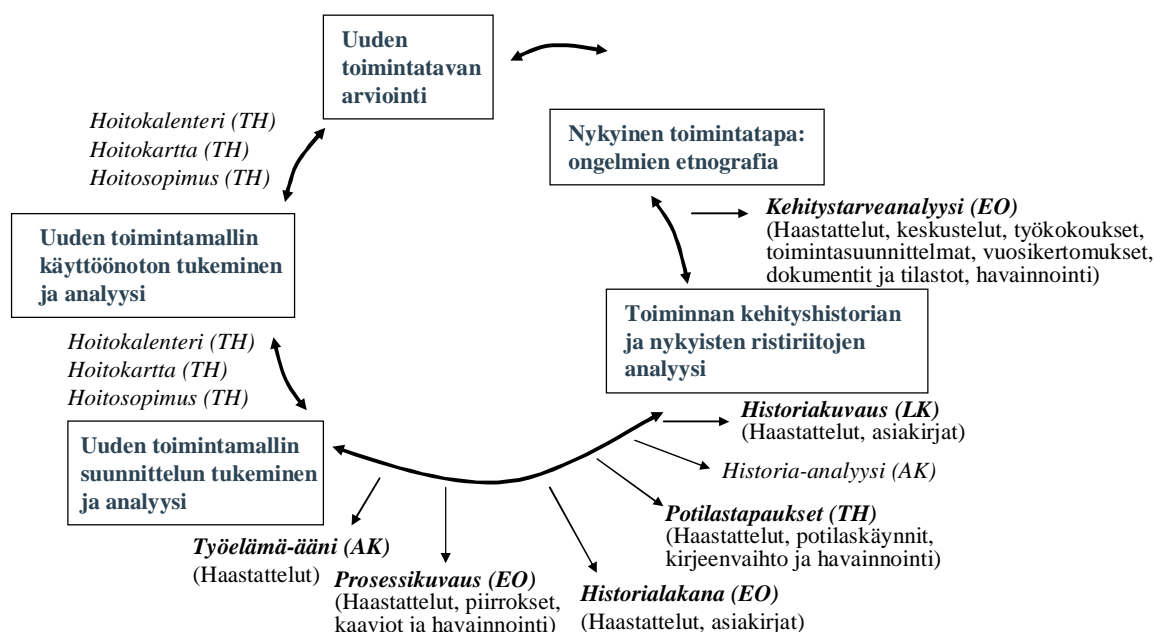 Uuden
toimintatavan
arviointi
Nykyinen toimintatapa:
ongelmien etnografia
Kehitystarveanalyysi (EO)
(Haastattelut, keskustelut, työkokoukset,
toimintasuunnittelmat, vuosikertomukset,
dokumentit ja tilastot, havainnointi)
Toiminnan kehityshistorian
ja nykyisten ristiriitojen
analyysi
Historiakuvaus (LK)
(Haastattelut, asiakirjat)
Historia-analyysi (AK)
Potilastapaukset (TH)
(Haastattelut, potilaskäynnit,
kirjeenvaihto ja havainnointi)
Historialakana (EO)
(Haastattelut, asiakirjat)
Prosessikuvaus (EO)
(Haastattelut, piirrokset,
kaaviot ja havainnointi)
Työelämä-ääni (AK)
(Haastattelut)
Uuden toimintamallin
suunnittelun tukeminen
ja analyysi
Hoitokalenteri (TH)
Hoitokartta (TH)
Hoitosopimus (TH)
Uuden toimintamallin
käyttöönoton tukeminen
ja analyysi
Hoitokalenteri (TH)
Hoitokartta (TH)
Hoitosopimus (TH)